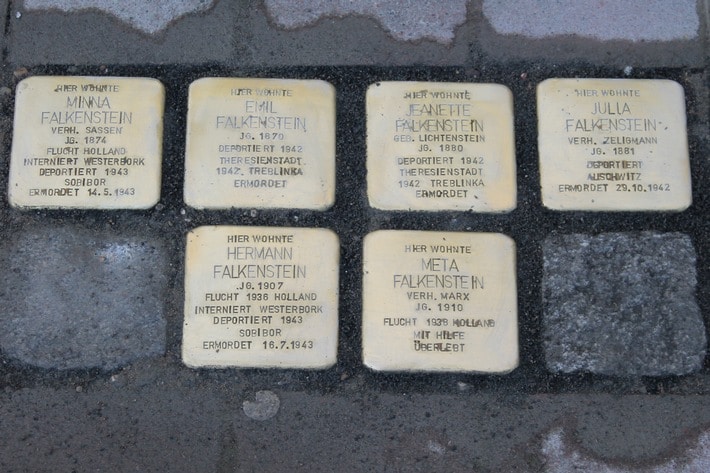 HIER WOHNTE
MINNA
FALKENSTEIN
VERH. SASSEN
JG. 1874
FLUCHT HOLLAND
INTERNIERT WESTERBORK
DEPORTIERT 1943
SOBIBOR
ERMORDET 14.5.1943
HIER WOHNTE
EMIL
FALKENSTEIN
JG. 1870
DEPORTIERT 1942
THERESIENSTADT
1942 TREBLINKA
ERMORDET
HIER WOHNTE
JEANETTE
FALKENSTEIN
GEB. LICHTENSTEIN
JG. 1880
DEPORTIERT 1942
THERESIENSTADT
1942 TREBLINKA
ERMORDET
HIER WOHNTE
JULIA
FALKENSTEIN
VERH. ZELIGMANN
JG. 1881
DEPORTIERT
AUSCHWITZ
ERMORDET 29.10.1942
HIER WOHNTE
HERMANN
FALKENSTEIN
JG. 1907
FLUCHT 1936 HOLLAND
INTERNIERT WESTERBORK
DEPORTIERT 1943
SOBIBOR
ERMORDET 16.7.1943
HIER WOHNTE
META
FALKENSTEIN
VERH. MARX
JG. 1910
FLUCHT 1938 HOLLAND
MIT HILFE
ÜBERLEBT